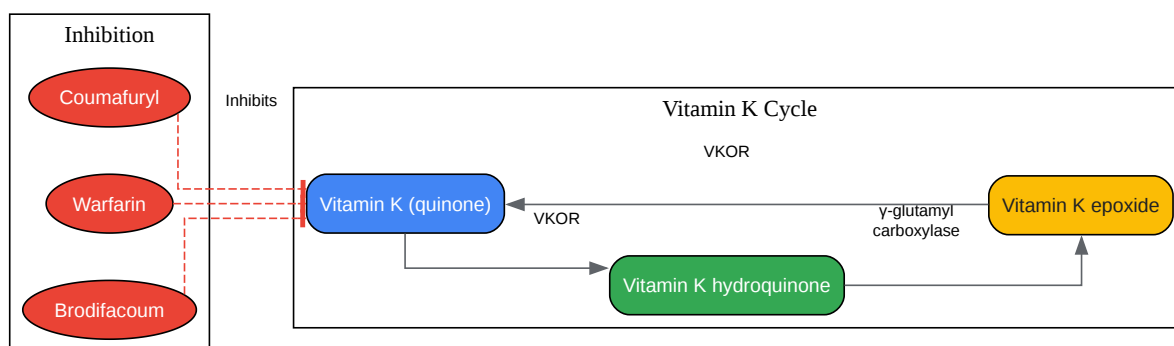 Inhibition
Coumafuryl
Warfarin
Brodifacoum
Inhibits
Vitamin K Cycle
VKOR
Vitamin K (quinone)
Vitamin K epoxide
VKOR
γ-glutamyl
carboxylase
Vitamin K hydroquinone